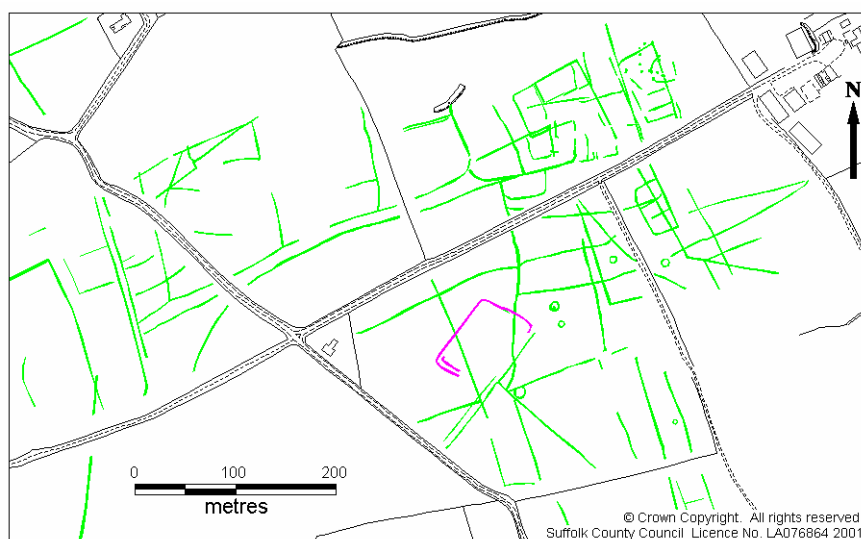 N
0 100 200
metres
© Crown Copyright. All rights reserved
Suffolk County Council Licence No. LA076864 2001